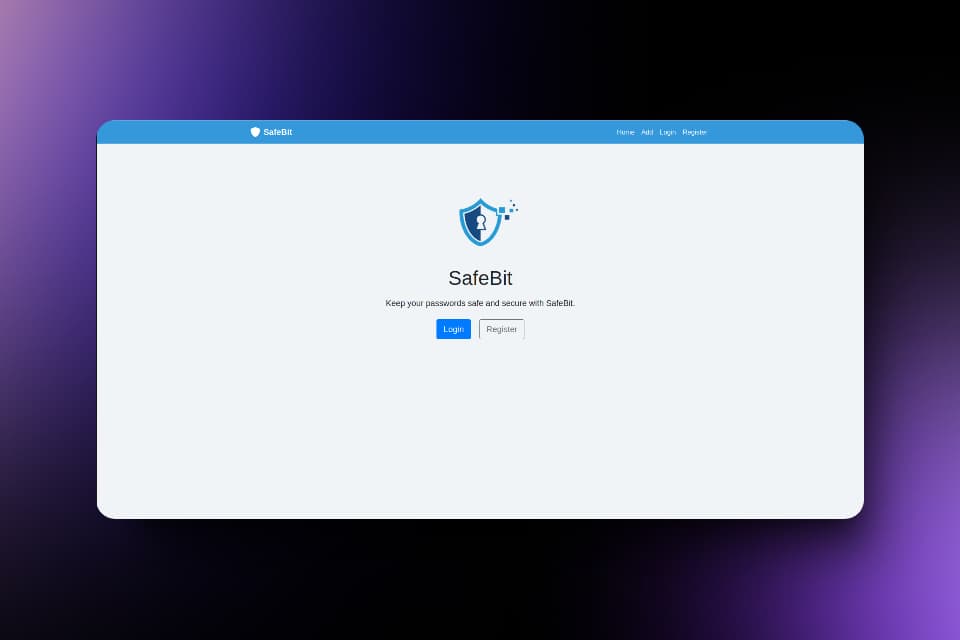 SafeBit Home Add Login Register
SafeBit
Keep your passwords safe and secure with SafeBit.
Login Register